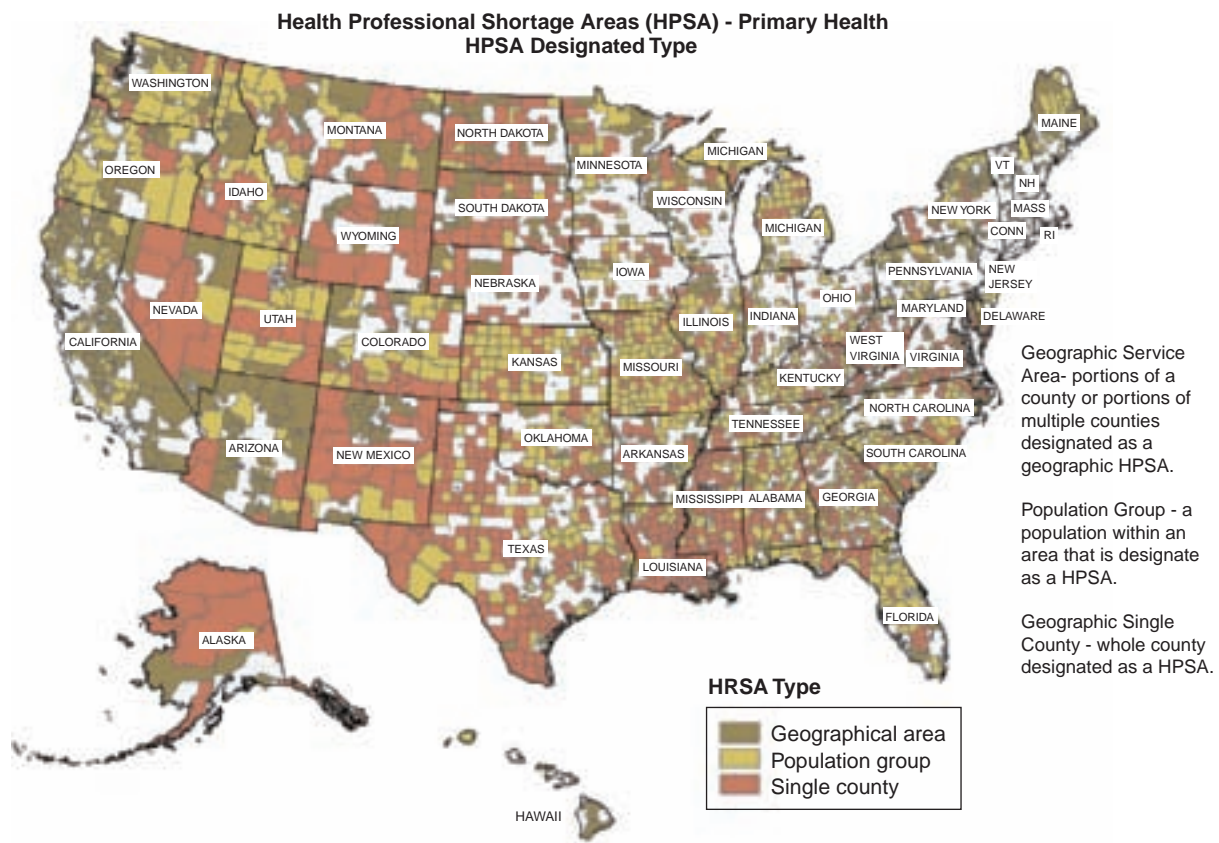 Health Professional Shortage Areas (HPSA) - Primary Health
HPSA Designated Type
WASHINGTON
MONTANA
NORTH DAKOTA
MINNESOTA
MICHIGAN
MAINE
OREGON
IDAHO
SOUTH DAKOTA
WISCONSIN
VT
NH
WYOMING
MICHIGAN
NEW YORK
MASS
CONN
RI
NEBRASKA
IOWA
PENNSYLVANIA
NEW
JERSEY
NEVADA
UTAH
COLORADO
ILLINOIS
INDIANA
OHIO
MARYLAND
DELAWARE
CALIFORNIA
KANSAS
MISSOURI
WEST
VIRGINIA
VIRGINIA
KENTUCKY
ARIZONA
NEW MEXICO
OKLAHOMA
ARKANSAS
TENNESSEE
NORTH CAROLINA
SOUTH CAROLINA
MISSISSIPPI
ALABAMA
GEORGIA
TEXAS
LOUISIANA
FLORIDA
ALASKA
HAWAII
Geographic Service
Area- portions of a
county or portions of
multiple counties
designated as a
geographic HPSA.
Population Group - a
population within an
area that is designate
as a HPSA.
Geographic Single
County - whole county
designated as a HPSA.
HRSA Type
Geographical area
Population group
Single county